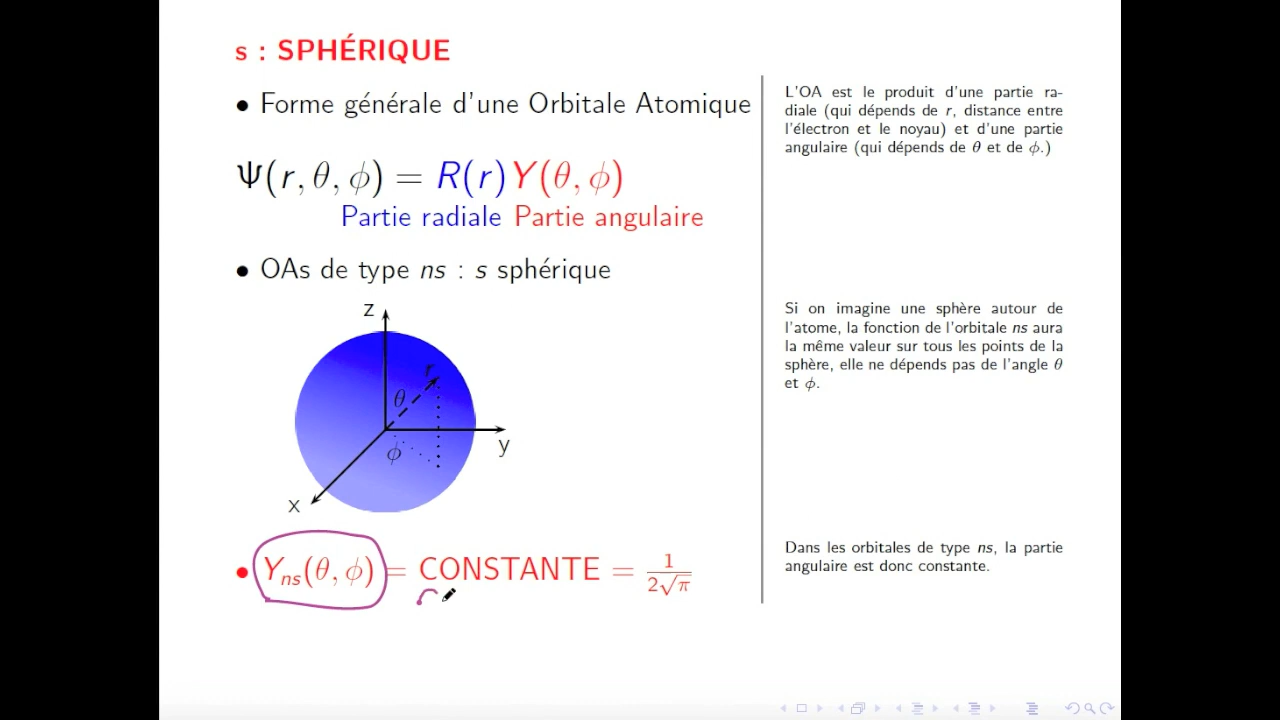 s : SPHÉRIQUE
• Forme générale d'une Orbitale Atomique
Ψ(r, θ, ϕ) = R(r)Y(θ, ϕ)
Partie radiale Partie angulaire
• OAs de type ns : s sphérique
z
r
θ
y
ϕ
x
• Yns(θ, ϕ) = CONSTANTE = 1/(2√π)
L'OA est le produit d'une partie ra-
diale (qui dépends de r, distance entre
l'électron et le noyau) et d'une partie
angulaire (qui dépends de θ et de ϕ.)
Si on imagine une sphère autour de
l'atome, la fonction de l'orbitale ns aura
la même valeur sur tous les points de la
sphère, elle ne dépends pas de l'angle θ
et ϕ.
Dans les orbitales de type ns, la partie
angulaire est donc constante.